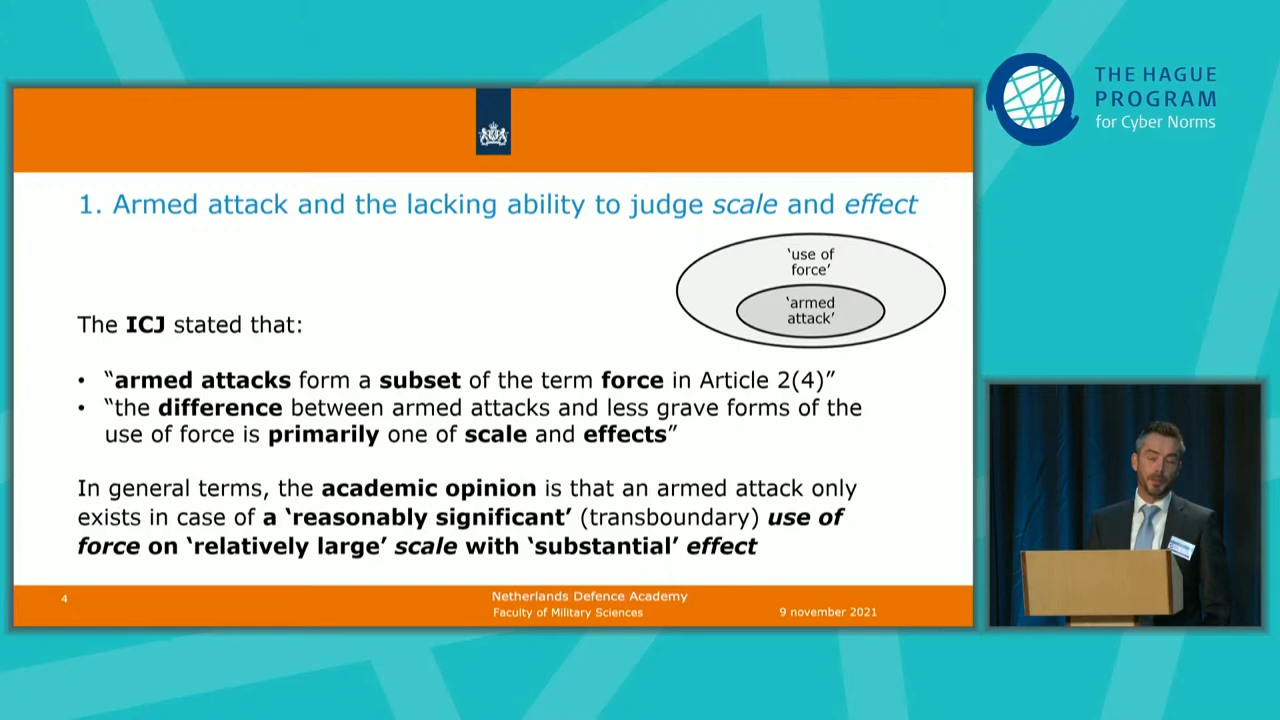 THE HAGUE
PROGRAM
for Cyber Norms
1. Armed attack and the lacking ability to judge scale and effect
‘use of
force’
‘armed
attack’
The ICJ stated that:
• “armed attacks form a subset of the term force in Article 2(4)”
• “the difference between armed attacks and less grave forms of the
use of force is primarily one of scale and effects”
In general terms, the academic opinion is that an armed attack only
exists in case of a ‘reasonably significant’ (transboundary) use of
force on ‘relatively large’ scale with ‘substantial’ effect
4
Netherlands Defence Academy
Faculty of Military Sciences
9 november 2021